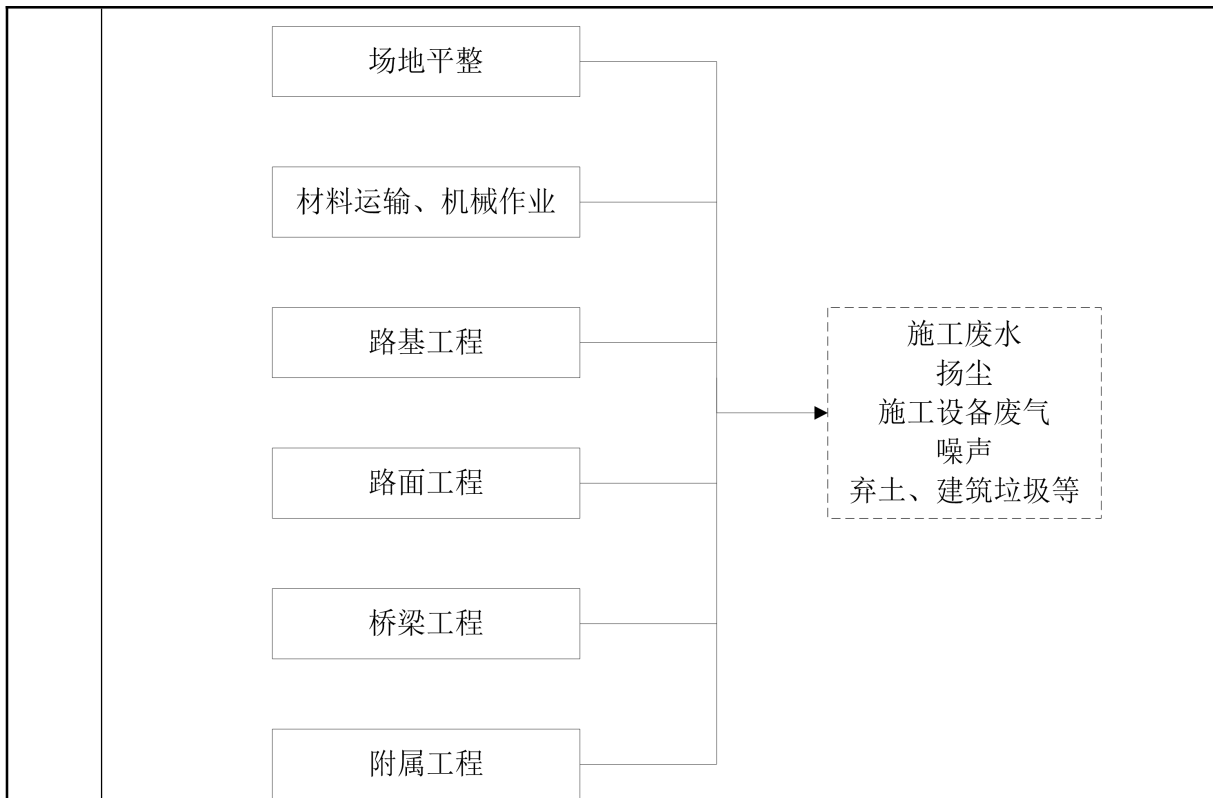 场地平整
材料运输、机械作业
路基工程
路面工程
桥梁工程
附属工程
施工废水
扬尘
施工设备废气
噪声
弃土、建筑垃圾等